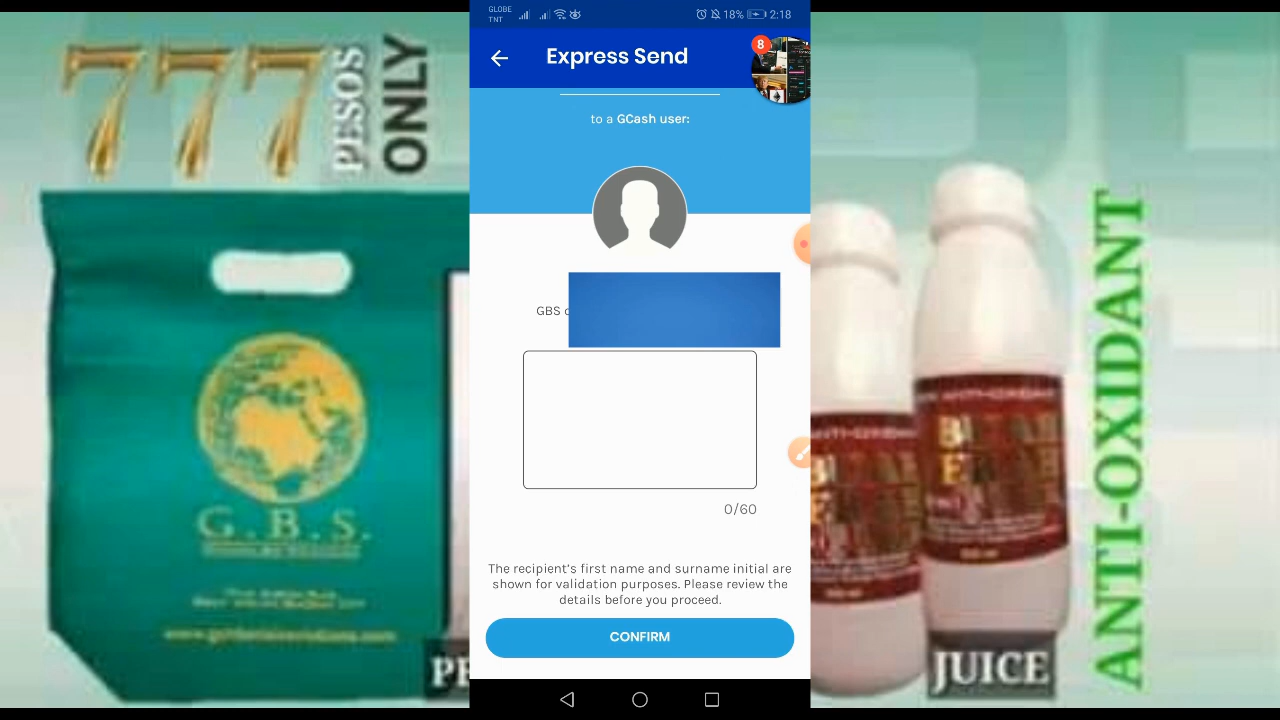 777
PESOS
ONLY
G.B.S.
GLOBE
TNT
18%
2:18
Express Send
8
to a GCash user:
GBS
0/60
The recipient's first name and surname initial are
shown for validation purposes. Please review the
details before you proceed.
CONFIRM
ANTI-OXIDANT
JUICE